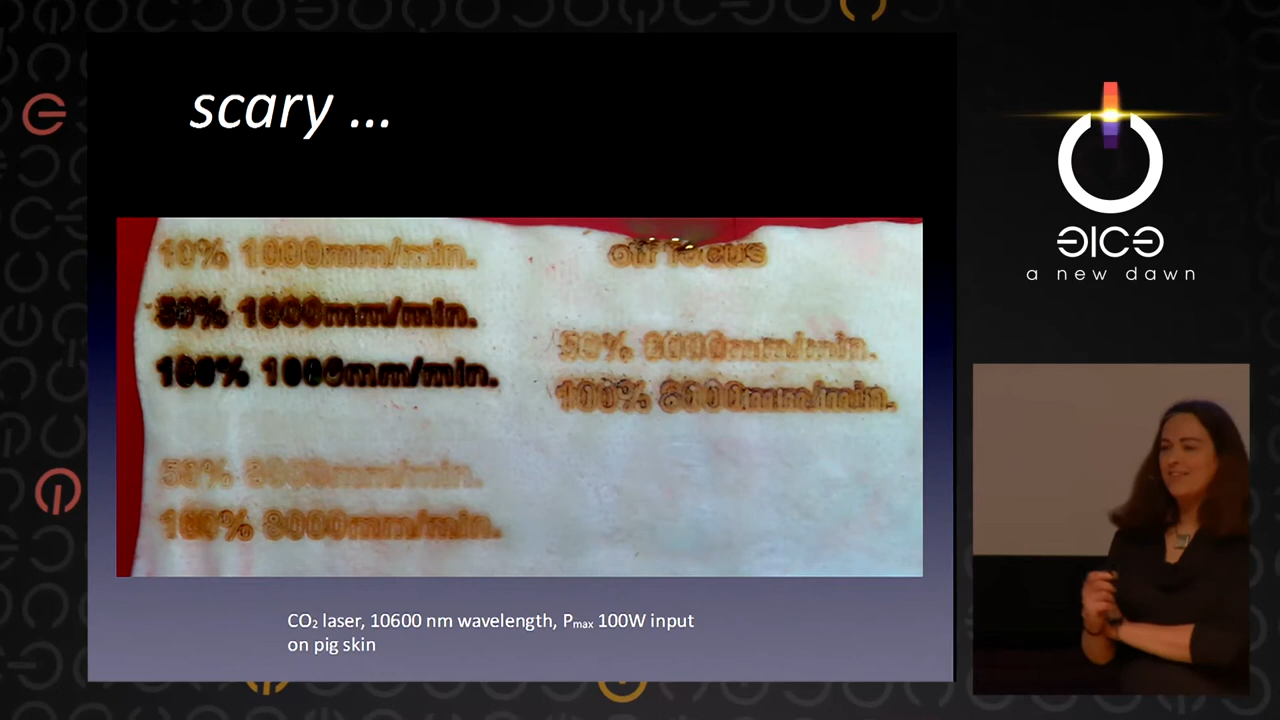 scary ...
10% 1000mm/min.
50% 1000mm/min.
100% 1000mm/min.
50% 8000mm/min.
100% 8000mm/min.
off focus
50% 8000mm/min.
100% 8000mm/min.
CO₂ laser, 10600 nm wavelength, Pmax 100W input
on pig skin
ǝICǝ
a new dawn